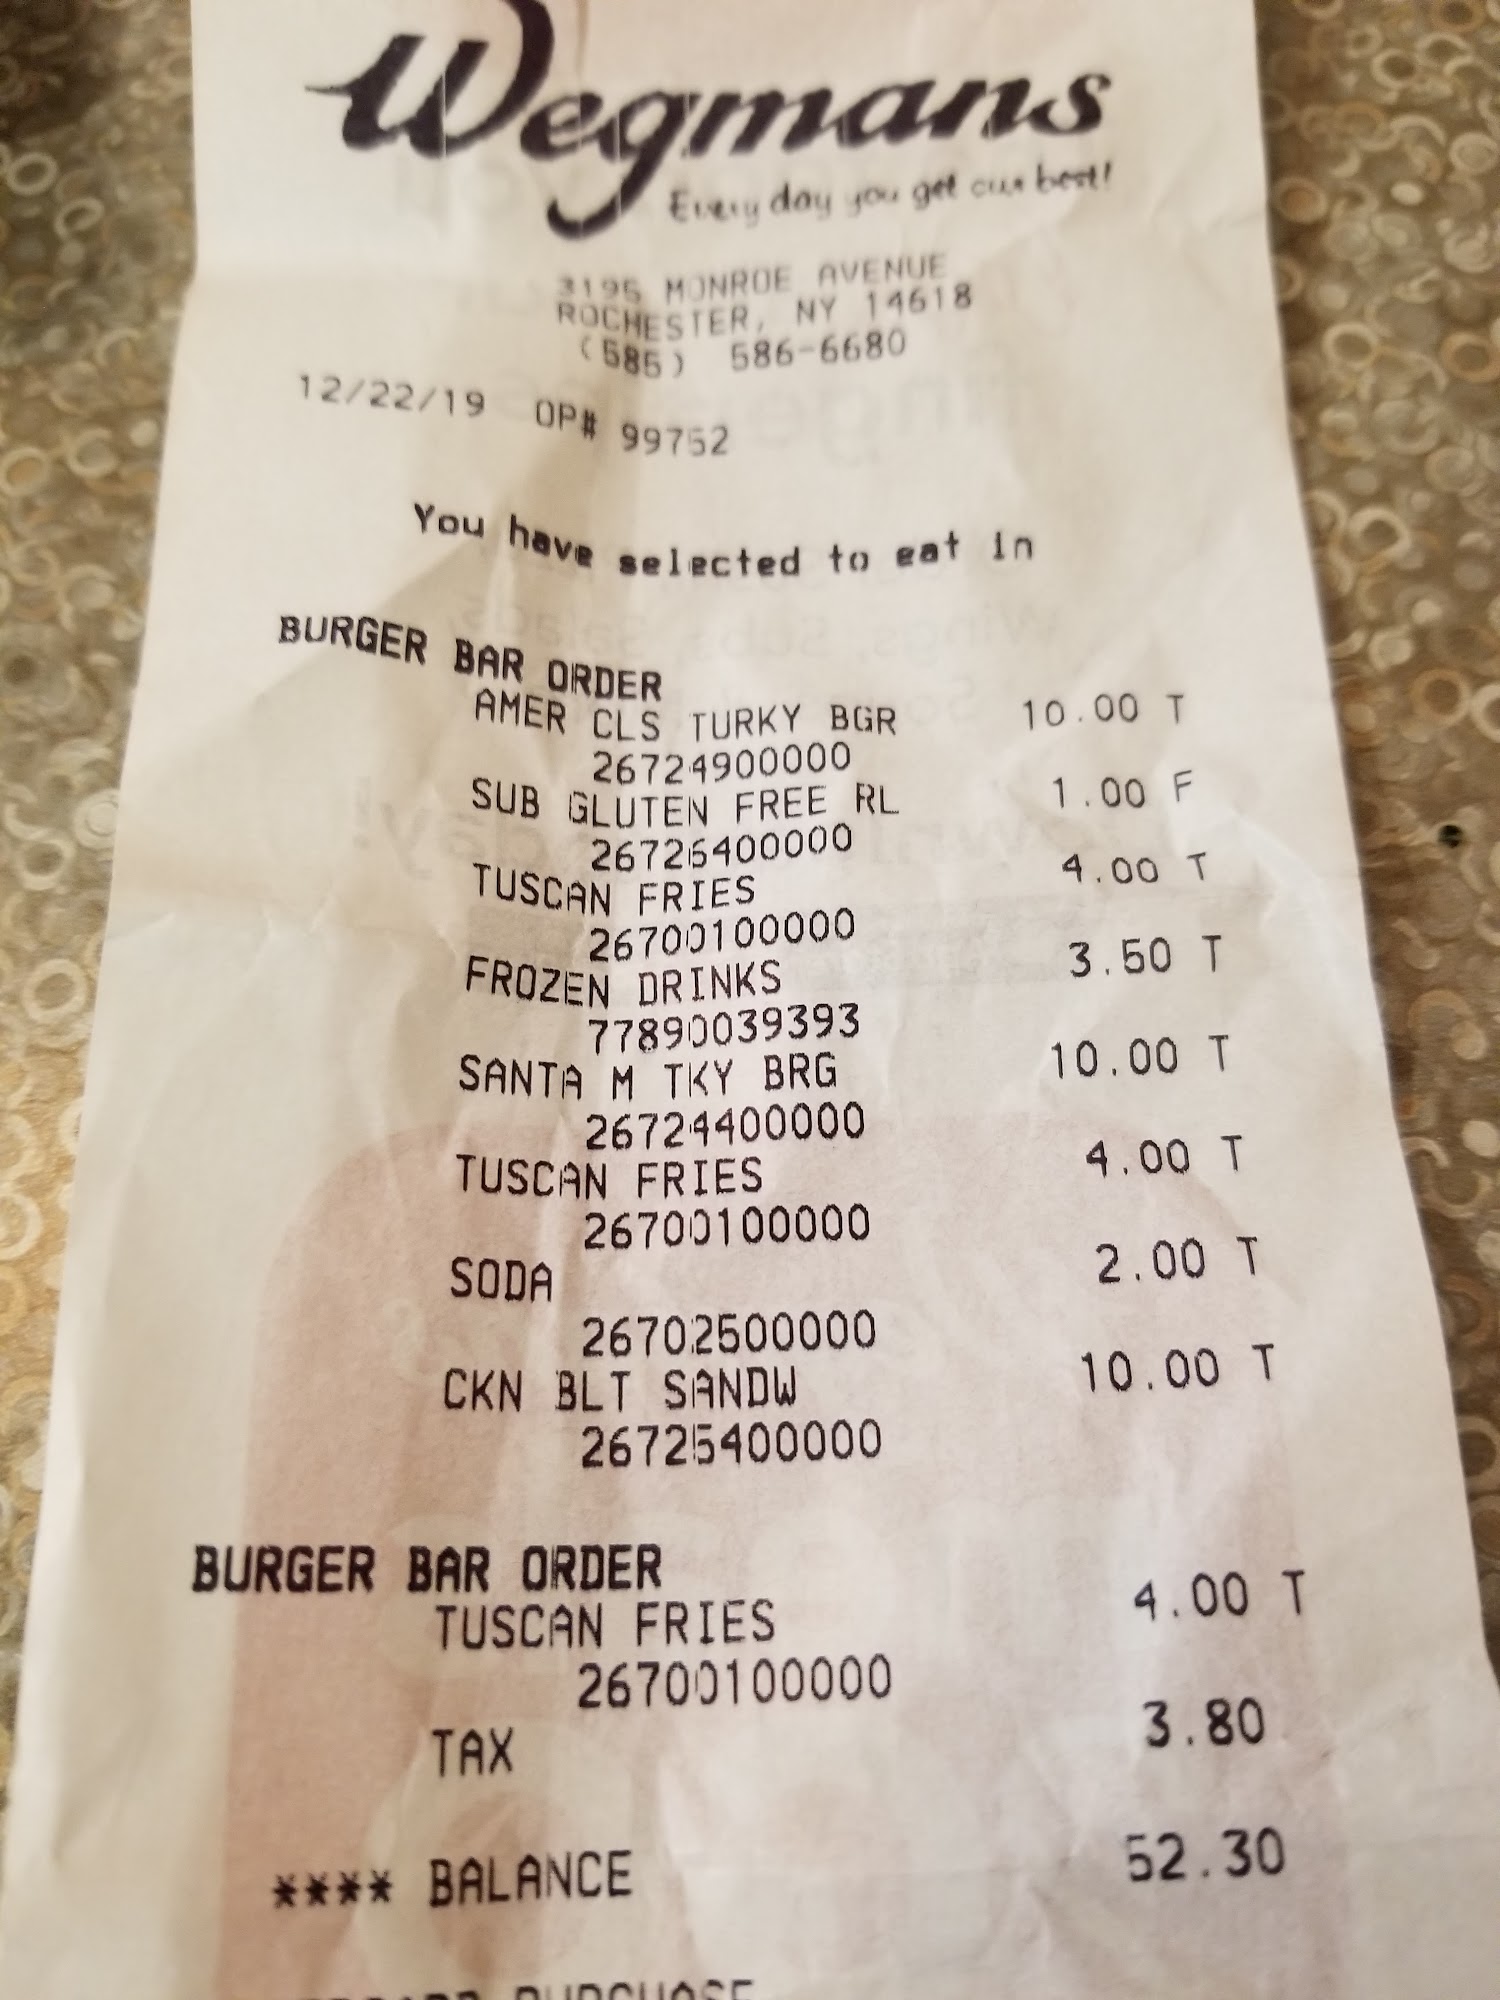 Wegmans
Every day you get our best!
3195 MONROE AVENUE
ROCHESTER, NY 14618
(585) 586-6680
12/22/19 OP# 99752
You have selected to eat in
BURGER BAR ORDER
AMER CLS TURKY BGR 10.00 T
26724900000
SUB GLUTEN FREE RL 1.00 F
26726400000
TUSCAN FRIES 4.00 T
26700100000
FROZEN DRINKS 3.50 T
77890039393
SANTA M TKY BRG 10.00 T
26724400000
TUSCAN FRIES 4.00 T
26700100000
SODA 2.00 T
26702500000
CKN BLT SANDW 10.00 T
26725400000
BURGER BAR ORDER
TUSCAN FRIES 4.00 T
26700100000
TAX 3.80
**** BALANCE 52.30
PURCHASE